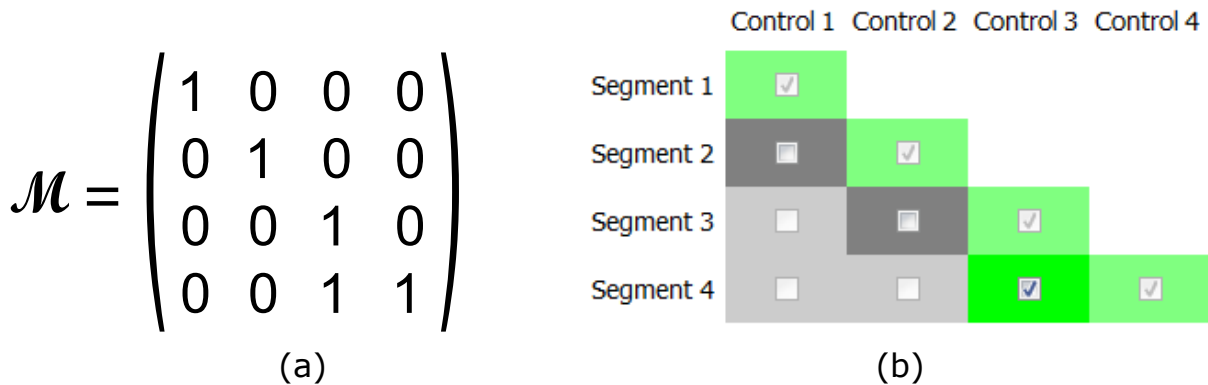 1 0 0 0
0 1 0 0
ℳ =
0 0 1 0
0 0 1 1
(a)
Control 1 Control 2 Control 3 Control 4
Segment 1
Segment 2
Segment 3
Segment 4
(b)